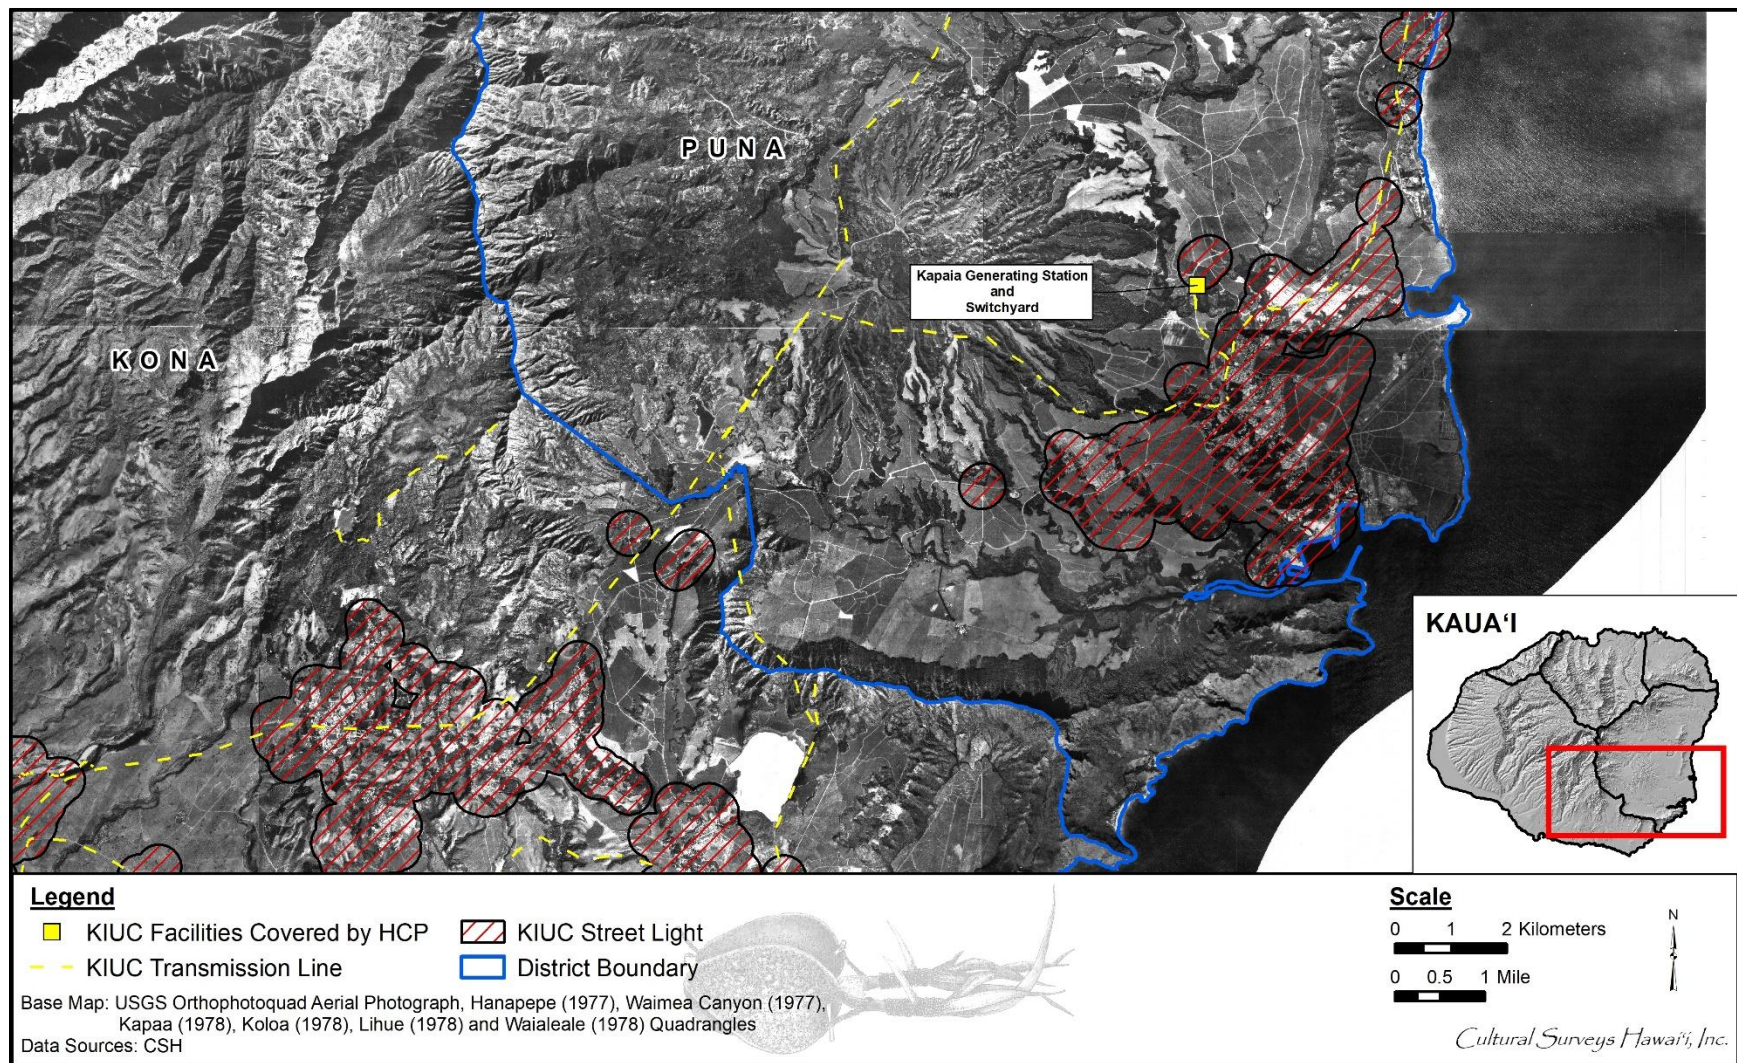 PUNA
KONA
Kapaia Generating Station
and
Switchyard
KAUAʻI
Legend
KIUC Facilities Covered by HCP
KIUC Street Light
KIUC Transmission Line
District Boundary
Base Map: USGS Orthophotoquad Aerial Photograph, Hanapepe (1977), Waimea Canyon (1977),
Kapaa (1978), Koloa (1978), Lihue (1978) and Waialeale (1978) Quadrangles
Data Sources: CSH
Scale
0 1 2 Kilometers
0 0.5 1 Mile
N
Cultural Surveys Hawaiʻi, Inc.